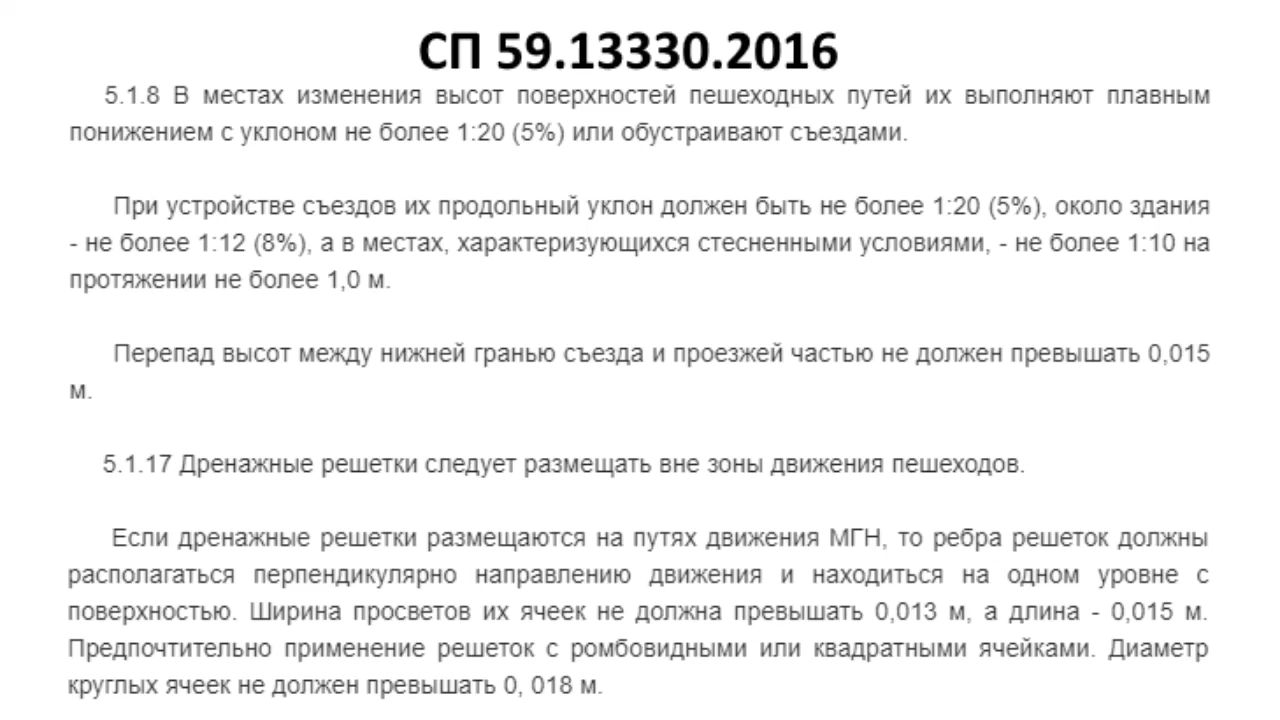 СП 59.13330.2016
5.1.8 В местах изменения высот поверхностей пешеходных путей их выполняют плавным
понижением с уклоном не более 1:20 (5%) или обустраивают съездами.
При устройстве съездов их продольный уклон должен быть не более 1:20 (5%), около здания
- не более 1:12 (8%), а в местах, характеризующихся стесненными условиями, - не более 1:10 на
протяжении не более 1,0 м.
Перепад высот между нижней гранью съезда и проезжей частью не должен превышать 0,015
м.
5.1.17 Дренажные решетки следует размещать вне зоны движения пешеходов.
Если дренажные решетки размещаются на путях движения МГН, то ребра решеток должны
располагаться перпендикулярно направлению движения и находиться на одном уровне с
поверхностью. Ширина просветов их ячеек не должна превышать 0,013 м, а длина - 0,015 м.
Предпочтительно применение решеток с ромбовидными или квадратными ячейками. Диаметр
круглых ячеек не должен превышать 0, 018 м.